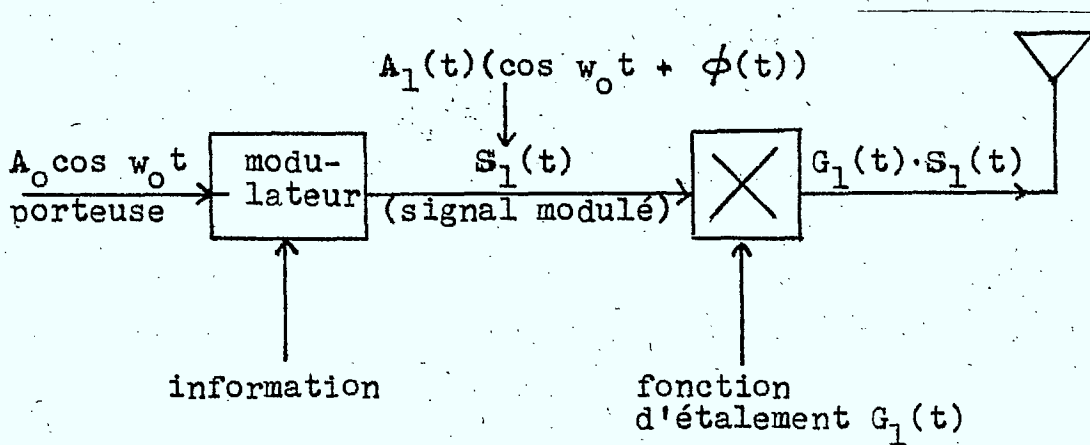 A₁(t)(cos w₀t + ϕ(t))
A₀cos w₀t
porteuse
modu-
lateur
S₁(t)
(signal modulé)
G₁(t)·S₁(t)
information
fonction
d'étalement G₁(t)